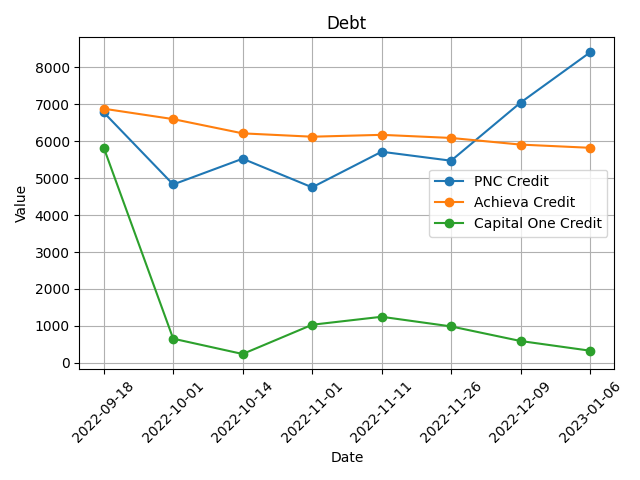 Debt
8000
7000
6000
5000
4000
3000
2000
1000
0
Value
PNC Credit
Achieva Credit
Capital One Credit
2022-09-18
2022-10-01
2022-10-14
2022-11-01
2022-11-11
2022-11-26
2022-12-09
2023-01-06
Date